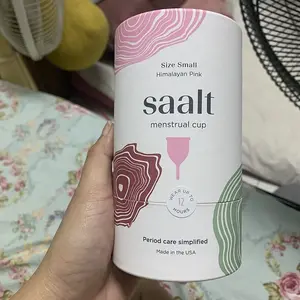 Size Small
Himalayan Pink
saalt
menstrual cup
WEAR UP TO
12
HOURS
Period care simplified
Made in the USA